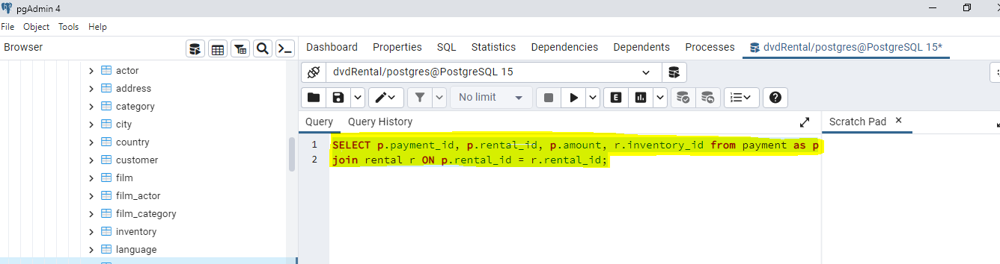 pgAdmin 4
File Object Tools Help
Browser
Dashboard Properties SQL Statistics Dependencies Dependents Processes dvdRental/postgres@PostgreSQL 15*
dvdRental/postgres@PostgreSQL 15
No limit
E
Query Query History
Scratch Pad
actor
address
category
city
country
customer
film
film_actor
film_category
inventory
language
1 SELECT p.payment_id, p.rental_id, p.amount, r.inventory_id from payment as p
2 join rental r ON p.rental_id = r.rental_id;